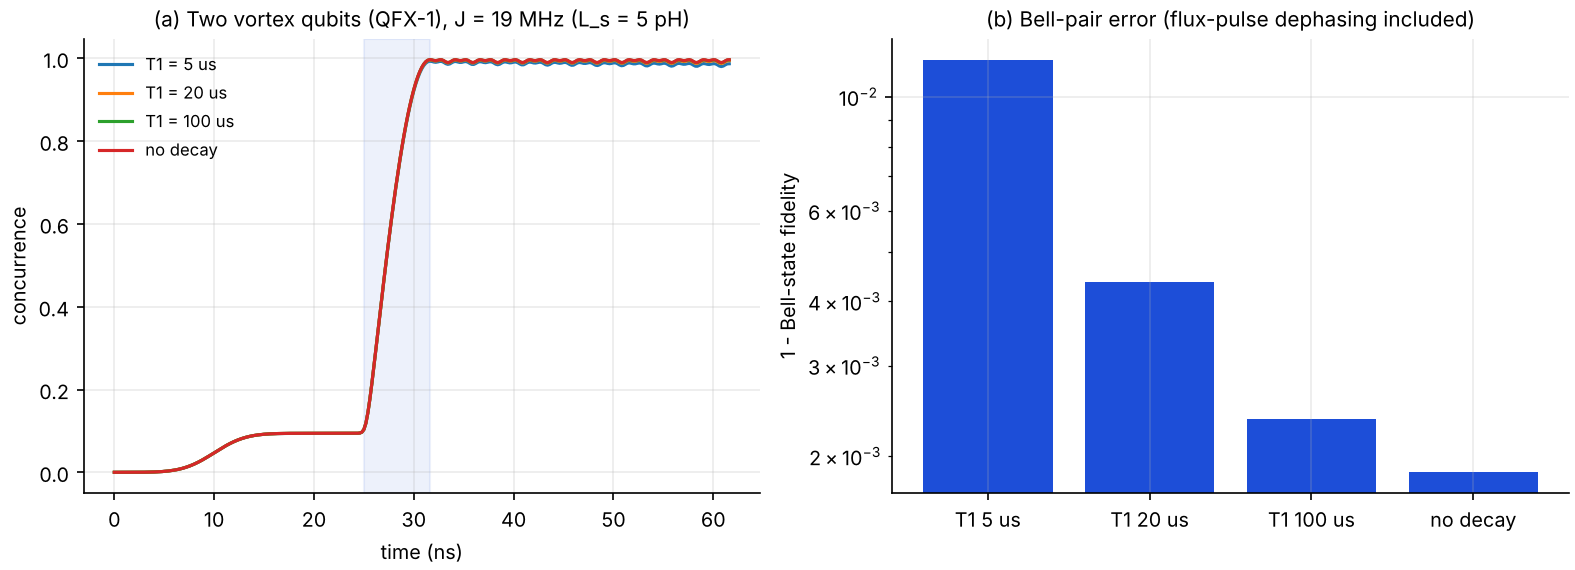 (a) Two vortex qubits (QFX-1), J = 19 MHz (L_s = 5 pH)
1.0
0.8
0.6
0.4
0.2
0.0
concurrence
T1 = 5 us
T1 = 20 us
T1 = 100 us
no decay
0 10 20 30 40 50 60
time (ns)
(b) Bell-pair error (flux-pulse dephasing included)
10⁻²
6 × 10⁻³
4 × 10⁻³
3 × 10⁻³
2 × 10⁻³
1 - Bell-state fidelity
T1 5 us T1 20 us T1 100 us no decay